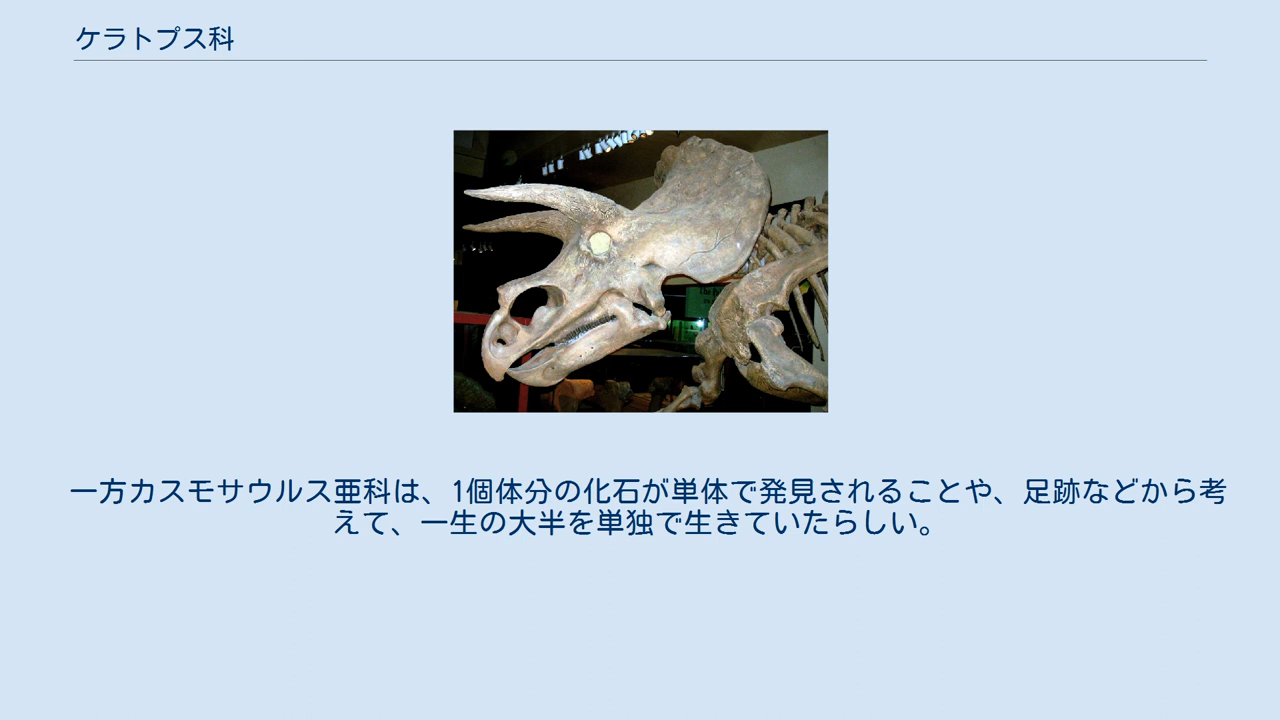 ケラトプス科
一方カスモサウルス亜科は、1個体分の化石が単体で発見されることや、足跡などから考
えて、一生の大半を単独で生きていたらしい。